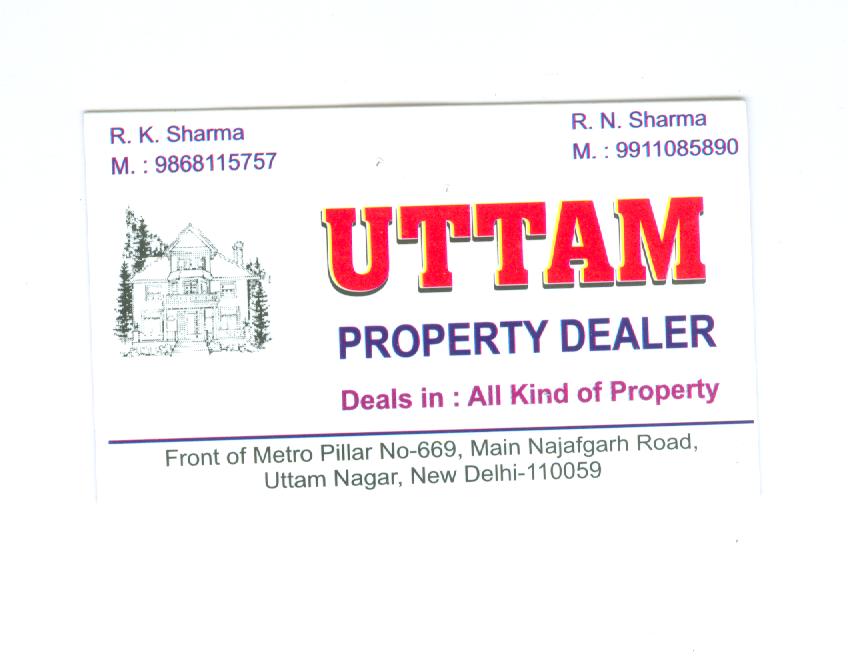 R. K. Sharma
M. : 9868115757
R. N. Sharma
M. : 9911085890
UTTAM
PROPERTY DEALER
Deals in : All Kind of Property
Front of Metro Pillar No-669, Main Najafgarh Road,
Uttam Nagar, New Delhi-110059